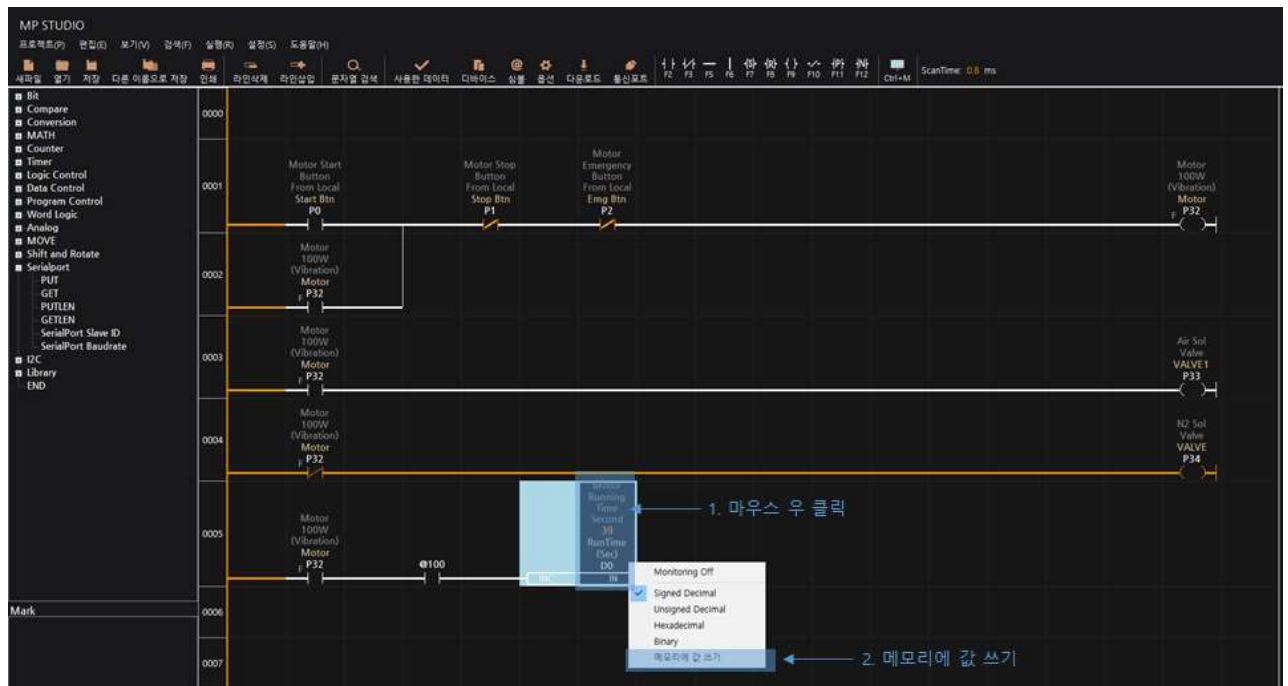 MP STUDIO
프로젝트(P) 편집(E) 보기(V) 검색(F) 실행(R) 설정(S) 도움말(H)
새파일 열기 저장 다른 이름으로 저장 인쇄 라인삭제 라인삽입 문자열 검색 사용한 데이터 디바이스 심볼 옵션 다운로드 통신포트 F2 F3 F5 F6 F7 F8 F9 F10 F11 F12 Ctrl+M ScanTime: 0.8 ms
Bit
Compare
Conversion
MATH
Counter
Timer
Logic Control
Data Control
Program Control
Word Logic
Analog
MOVE
Shift and Rotate
Serialport
PUT
GET
PUTLEN
GETLEN
SerialPort Slave ID
SerialPort Baudrate
I2C
Library
END
Mark
0000
0001
Motor Start
Button
From Local
Start Btn
P0
Motor Stop
Button
From Local
Stop Btn
P1
Motor
Emergency
Button
From Local
Emg Btn
P2
Motor
100W
(Vibration)
Motor
F P32
0002
Motor
100W
(Vibration)
Motor
F P32
0003
Motor
100W
(Vibration)
Motor
F P32
Air Sol
Valve
VALVE1
P33
0004
Motor
100W
(Vibration)
Motor
F P32
N2 Sol
Valve
VALVE
P34
0005
Motor
100W
(Vibration)
Motor
F P32
@100
Motor
Running
Time
Second
39
RunTime
(Sec)
D0
IN
1. 마우스 우 클릭
Monitoring Off
Signed Decimal
Unsigned Decimal
Hexadecimal
Binary
메모리에 값 쓰기
2. 메모리에 값 쓰기
0006
0007